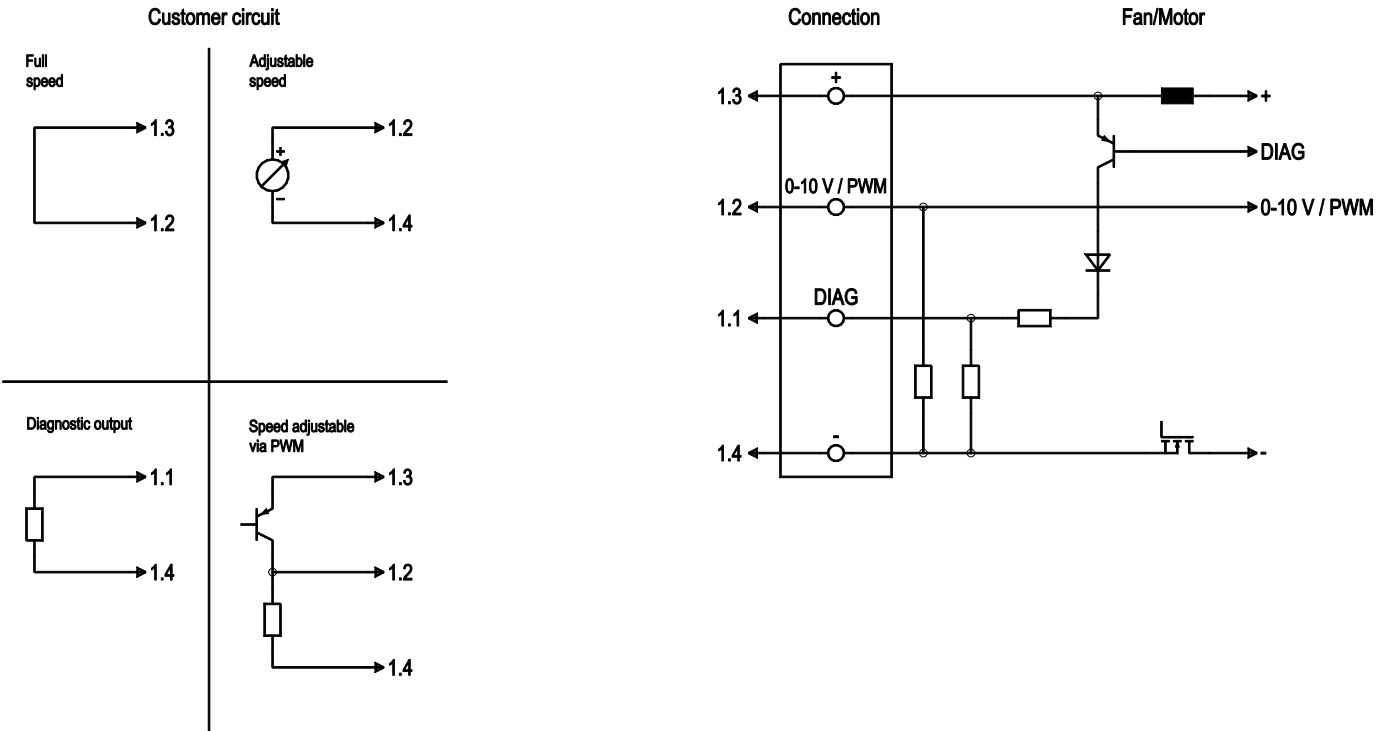 Customer circuit
Full
speed
1.3
1.2
Adjustable
speed
1.2
+
-
1.4
Diagnostic output
1.1
1.4
Speed adjustable
via PWM
1.3
1.2
1.4
Connection
Fan/Motor
+
1.3
+
DIAG
0-10 V / PWM
1.2
0-10 V / PWM
DIAG
1.1
-
1.4
-